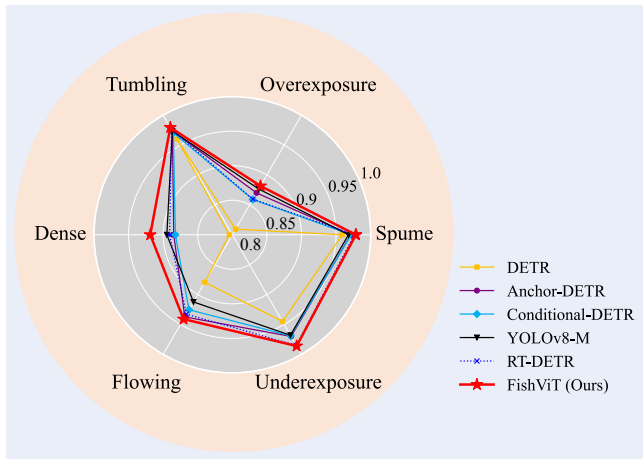 Tumbling
Overexposure
1.0
0.95
0.9
0.85
0.8
Dense
Spume
Flowing
Underexposure
DETR
Anchor-DETR
Conditional-DETR
YOLOv8-M
RT-DETR
FishViT (Ours)